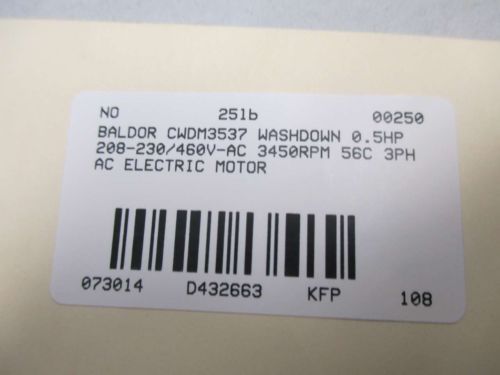 NO 25lb 00250
BALDOR CWDM3537 WASHDOWN 0.5HP
208-230/460V-AC 3450RPM 56C 3PH
AC ELECTRIC MOTOR
073014 D432663 KFP 108